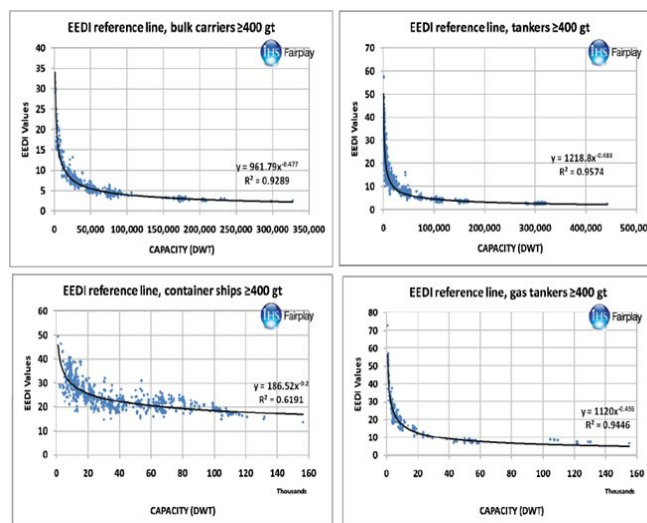 EEDI reference line, bulk carriers ≥400 gt
IHS Fairplay
EEDI Values
40
35
30
25
20
15
10
5
0
y = 961.79x^-0.477
R² = 0.9289
0 50,000 100,000 150,000 200,000 250,000 300,000 350,000
CAPACITY (DWT)
EEDI reference line, tankers ≥400 gt
IHS Fairplay
EEDI Values
70
60
50
40
30
20
10
0
y = 1218.8x^-0.488
R² = 0.9574
0 100,000 200,000 300,000 400,000 500,000
CAPACITY (DWT)
EEDI reference line, container ships ≥400 gt
IHS Fairplay
EEDI Values
60
50
40
30
20
10
0
y = 186.52x^-0.2
R² = 0.6191
0 20 40 60 80 100 120 140 160
Thousands
CAPACITY (DWT)
EEDI reference line, gas tankers ≥400 gt
IHS Fairplay
EEDI Values
80
70
60
50
40
30
20
10
0
y = 1120x^-0.456
R² = 0.9446
0 20 40 60 80 100 120 140 160
Thousands
CAPACITY (DWT)